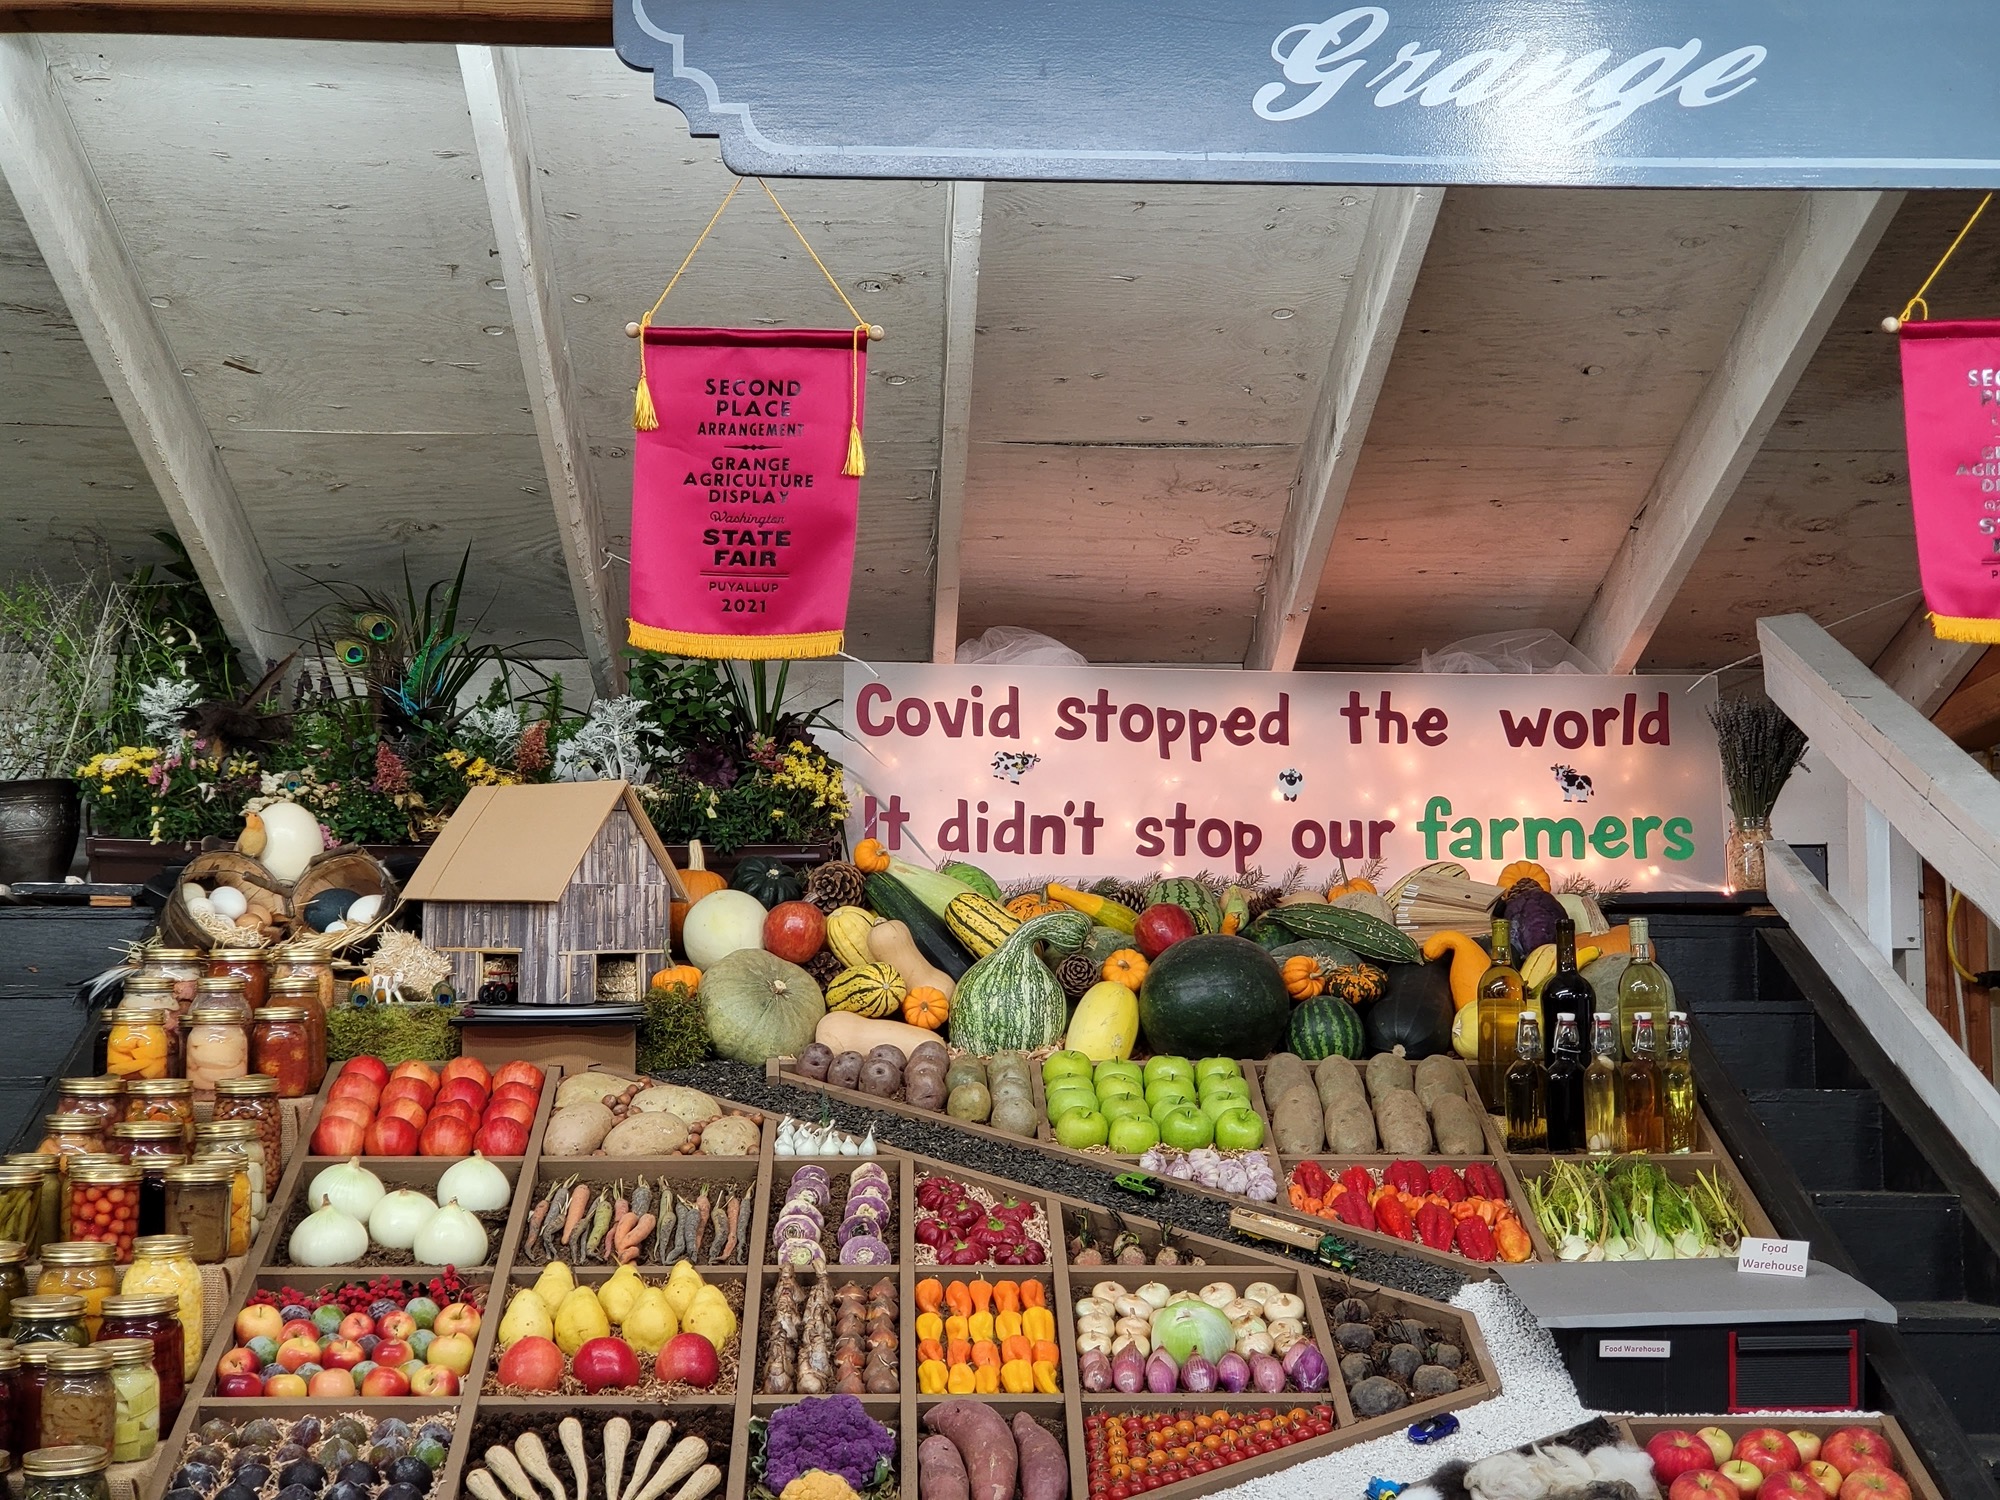 Grange
SECOND
PLACE
ARRANGEMENT
GRANGE
AGRICULTURE
DISPLAY
Washington
STATE
FAIR
PUYALLUP
2021
Covid stopped the world
It didn't stop our farmers
Food
Warehouse
Food Warehouse